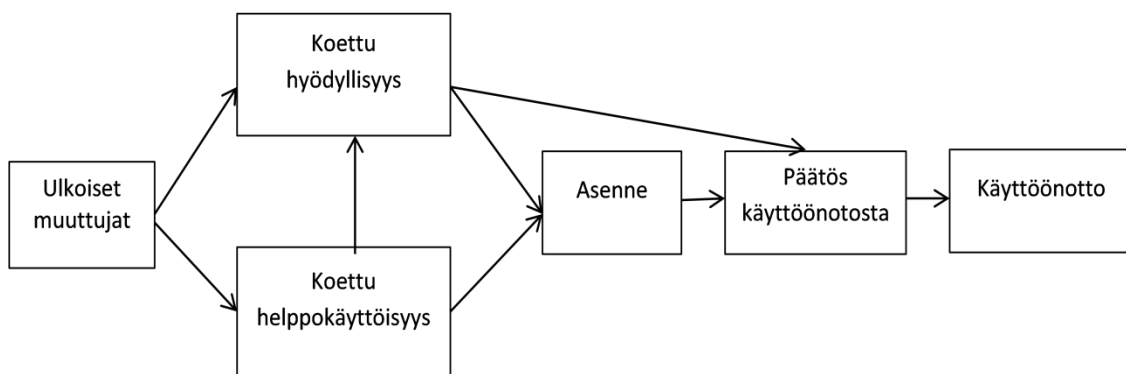 Koettu
hyödyllisyys
Ulkoiset
muuttujat
Koettu
helppokäyttöisyys
Asenne
Päätös
käyttöönotosta
Käyttöönotto